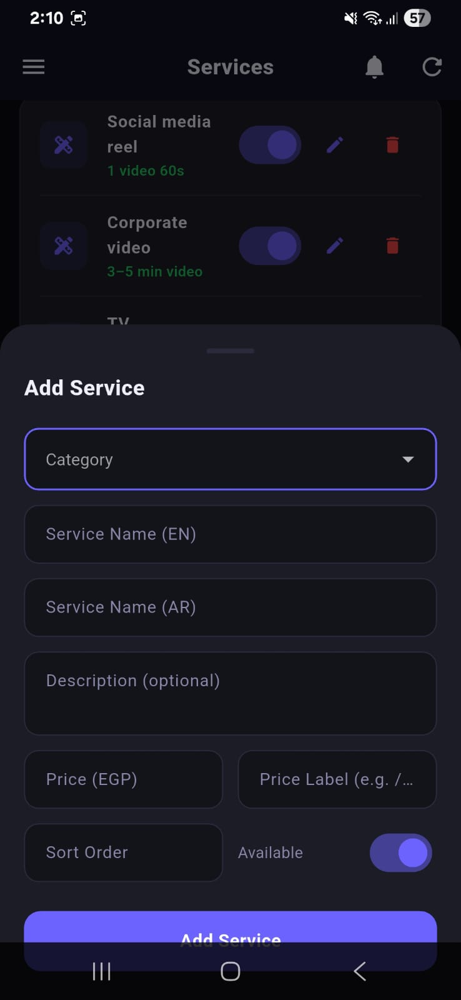 2:10
57
Services
Social media
reel
1 video 60s
Corporate
video
3–5 min video
TV
Add Service
Category
Service Name (EN)
Service Name (AR)
Description (optional)
Price (EGP)
Price Label (e.g. /...
Sort Order
Available
Add Service